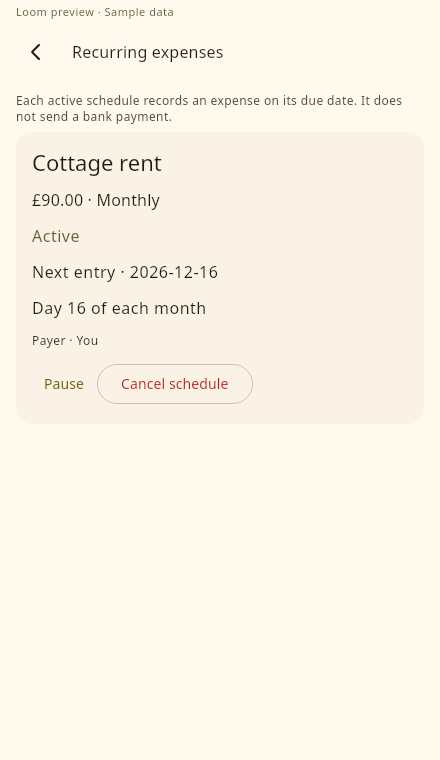 Loom preview · Sample data
Recurring expenses
Each active schedule records an expense on its due date. It does
not send a bank payment.
Cottage rent
£90.00 · Monthly
Active
Next entry · 2026-12-16
Day 16 of each month
Payer · You
Pause
Cancel schedule